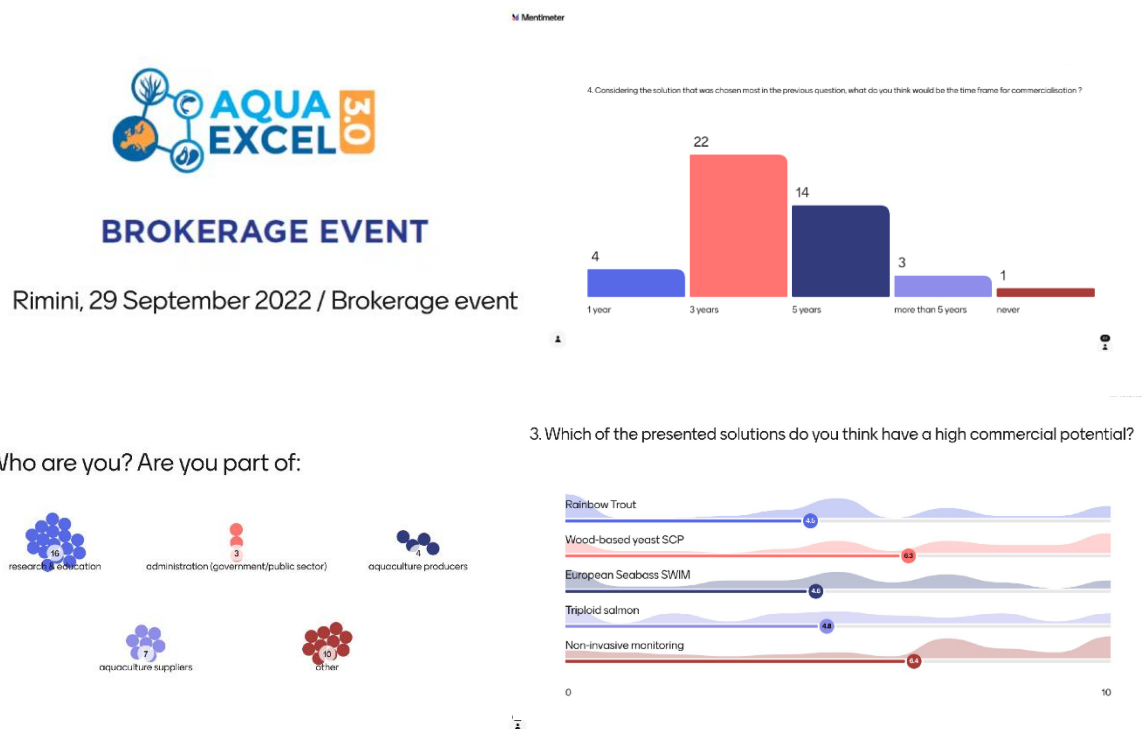 Mentimeter
AQUA
EXCEL
3.0
BROKERAGE EVENT
Rimini, 29 September 2022 / Brokerage event
4. Considering the solution that was chosen most in the previous question, what do you think would be the time frame for commercialisation ?
4
22
14
3
1
1 year
3 years
5 years
more than 5 years
never
Who are you? Are you part of:
16
research & education
3
administration (government/public sector)
4
aquaculture producers
7
aquaculture suppliers
10
other
3. Which of the presented solutions do you think have a high commercial potential?
Rainbow Trout
4.5
Wood-based yeast SCP
6.3
European Seabass SWIM
4.6
Triploid salmon
4.8
Non-invasive monitoring
6.4
0
10